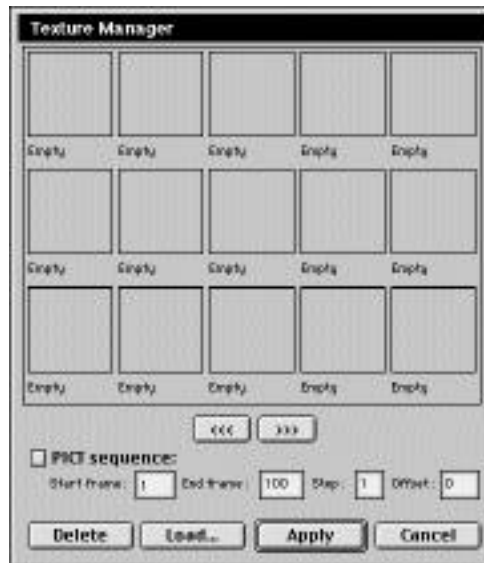 Texture Manager
Empty Empty Empty Empty Empty
Empty Empty Empty Empty Empty
Empty Empty Empty Empty Empty
<<< >>>
PICT sequence:
Start frame: 1 End frame: 100 Step: 1 Offset: 0
Delete Load... Apply Cancel